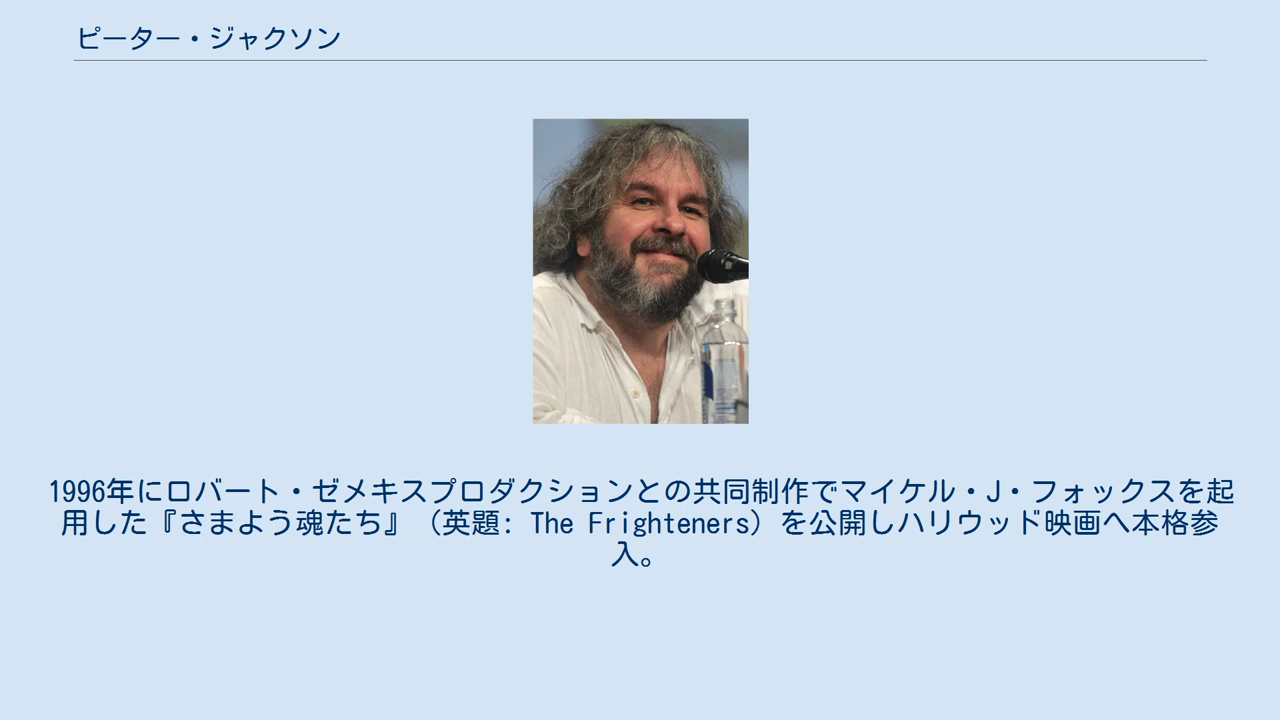 ピーター・ジャクソン
1996年にロバート・ゼメキスプロダクションとの共同制作でマイケル・J・フォックスを起
用した『さまよう魂たち』（英題: The Frighteners）を公開しハリウッド映画へ本格参
入。